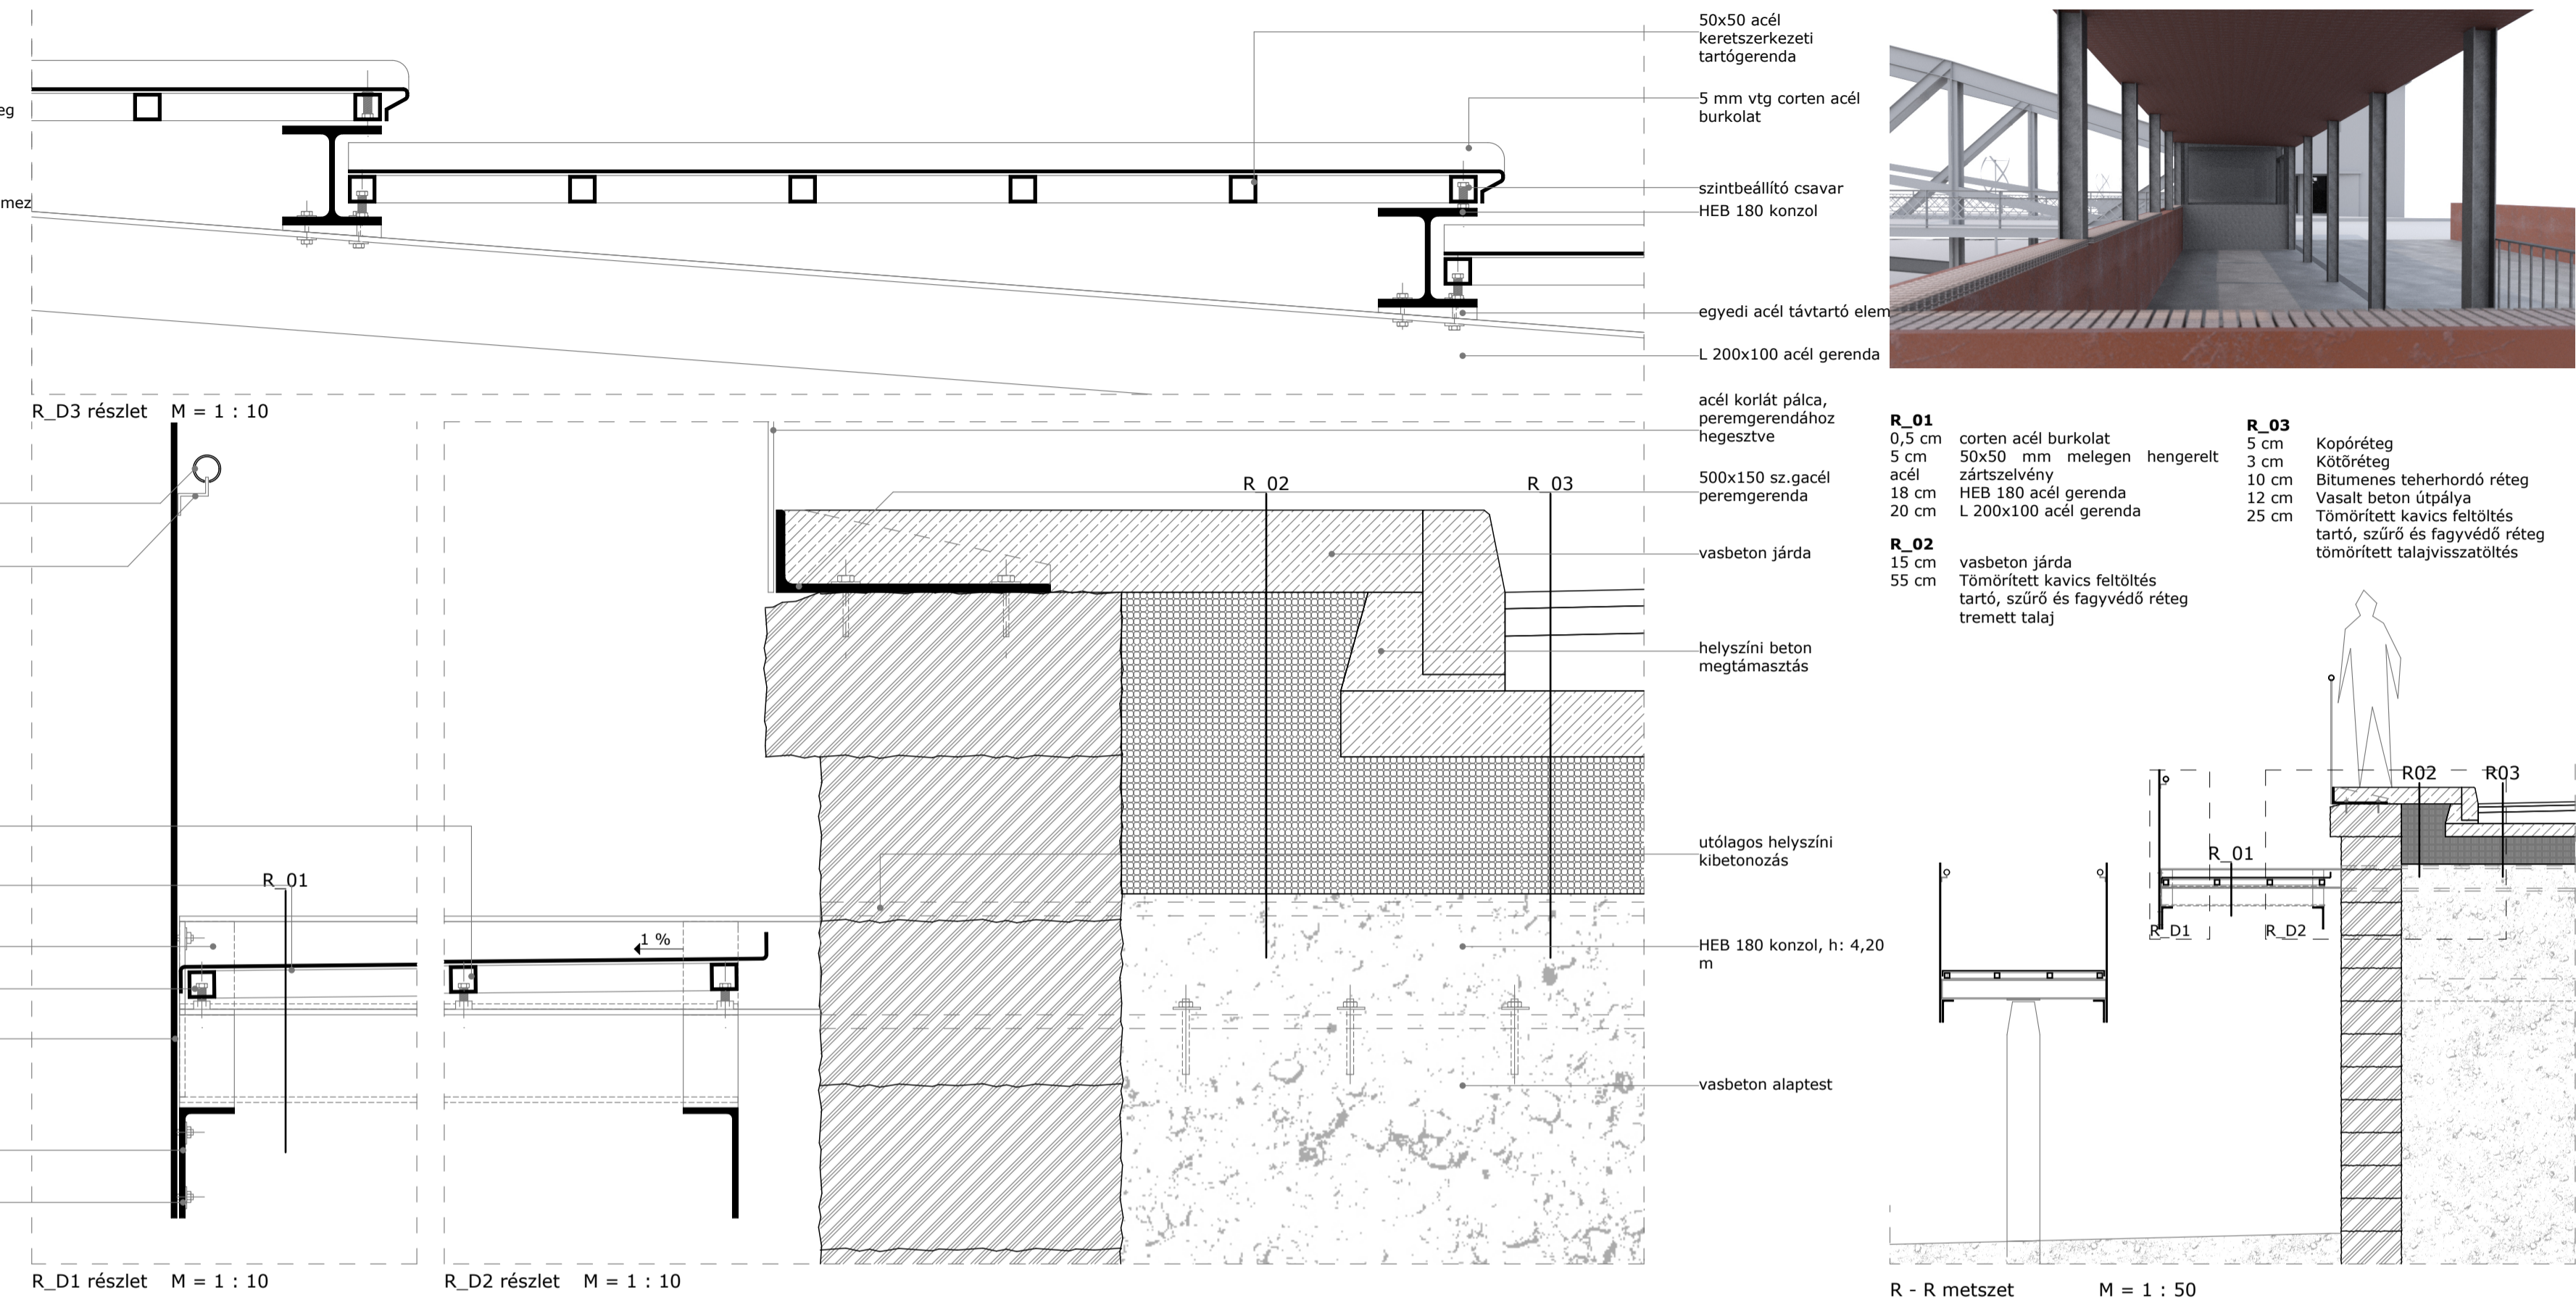 50x50 acél
keretszerkezeti
tartógerenda
5 mm vtg corten acél
burkolat
eg
szintbeállító csavar
mez
HEB 180 konzol
egyedi acél távtartó elem
L 200x100 acél gerenda
R_D3 részlet M = 1 : 10
acél korlát pálca,
peremgerendához
hegesztve
500x150 sz.gacél
peremgerenda
R_02
R_03
vasbeton járda
helyszíni beton
megtámasztás
utólagos helyszíni
kibetonozás
R_01
1 %
HEB 180 konzol, h: 4,20
m
vasbeton alaptest
R_D1 részlet M = 1 : 10
R_D2 részlet M = 1 : 10
R_01
0,5 cm corten acél burkolat
5 cm 50x50 mm melegen hengerelt
acél zártszelvény
18 cm HEB 180 acél gerenda
20 cm L 200x100 acél gerenda
R_02
15 cm vasbeton járda
55 cm Tömörített kavics feltöltés
tartó, szűrő és fagyvédő réteg
tremett talaj
R_03
5 cm Kopóréteg
3 cm Kötõréteg
10 cm Bitumenes teherhordó réteg
12 cm Vasalt beton útpálya
25 cm Tömörített kavics feltöltés
tartó, szűrő és fagyvédő réteg
tömörített talajvisszatöltés
R02
R03
R_01
R_D1
R_D2
R - R metszet M = 1 : 50